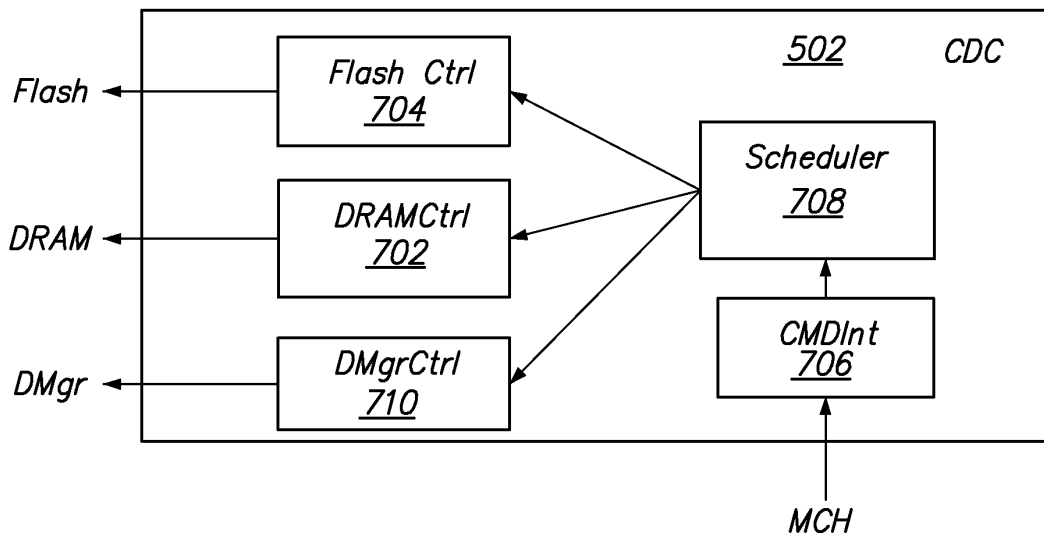 502 CDC
Flash Ctrl
704
Flash
Scheduler
708
DRAMCtrl
702
DRAM
CMDInt
706
DMgrCtrl
710
DMgr
MCH